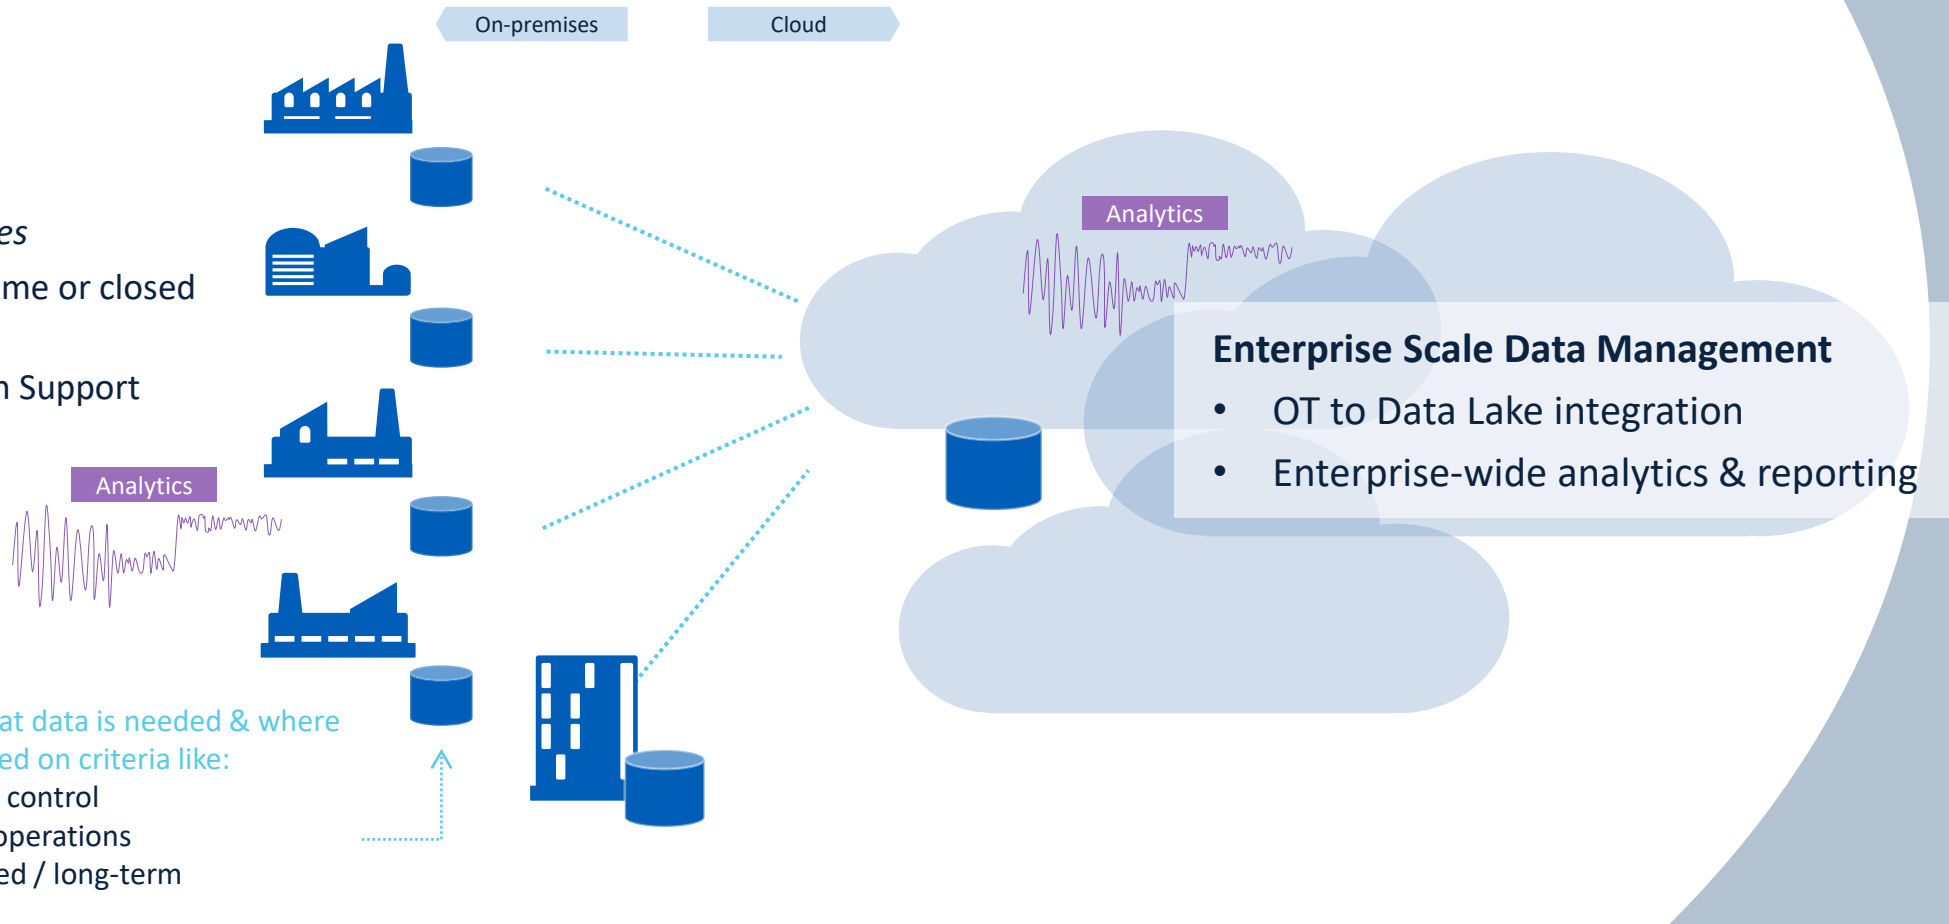 On-premises
Cloud
es
me or closed
n Support
Analytics
at data is needed & where
ed on criteria like:
control
operations
ed / long-term
Analytics
Enterprise Scale Data Management
• OT to Data Lake integration
• Enterprise-wide analytics & reporting